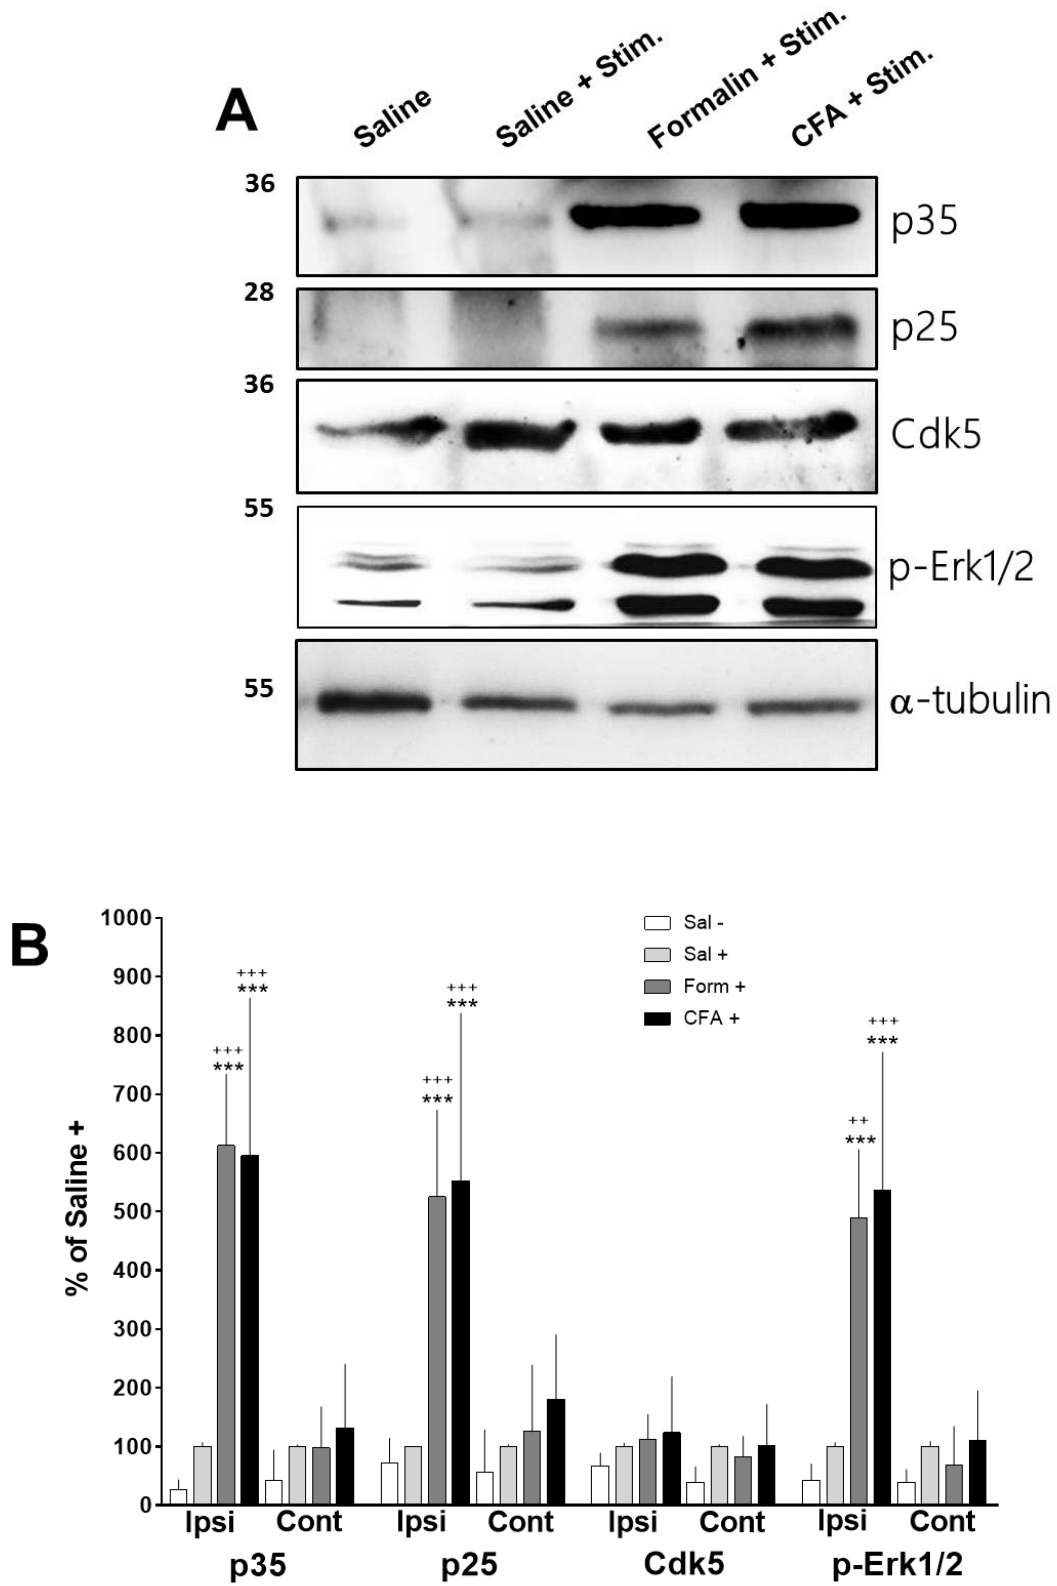 A
Saline
Saline + Stim.
Formalin + Stim.
CFA + Stim.
36
p35
28
p25
36
Cdk5
55
p-Erk1/2
55
α-tubulin
B
% of Saline +
1000
900
800
700
600
500
400
300
200
100
0
Sal -
Sal +
Form +
CFA +
+++
***
+++
***
+++
***
+++
***
++
***
+++
***
Ipsi Cont Ipsi Cont Ipsi Cont Ipsi Cont
p35 p25 Cdk5 p-Erk1/2